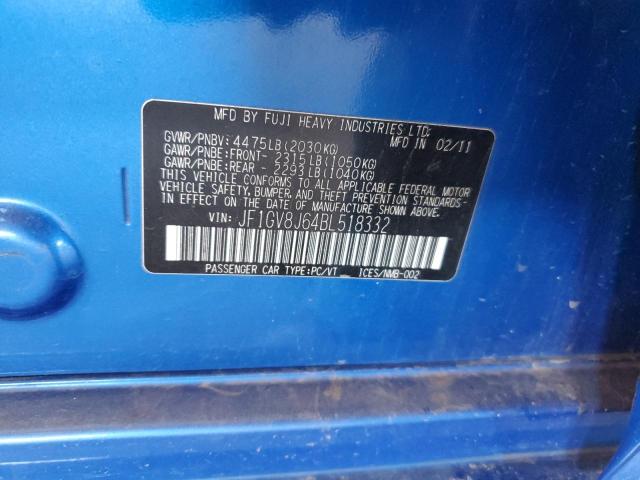 MFD BY FUJI HEAVY INDUSTRIES LTD.
GVWR/PNBV: 4475LB(2030KG) MFD IN 02/11
GAWR/PNBE:FRONT- 2315LB(1050KG)
GAWR/PNBE:REAR - 2293LB(1040KG)
THIS VEHICLE CONFORMS TO ALL APPLICABLE FEDERAL MOTOR
VEHICLE SAFETY, BUMPER, AND THEFT PREVENTION STANDARDS
IN EFFECT ON THE DATE OF MANUFACTURE SHOWN ABOVE.
VIN: JF1GV8J64BL518332
PASSENGER CAR TYPE:PC/VT ICES/NMB-002